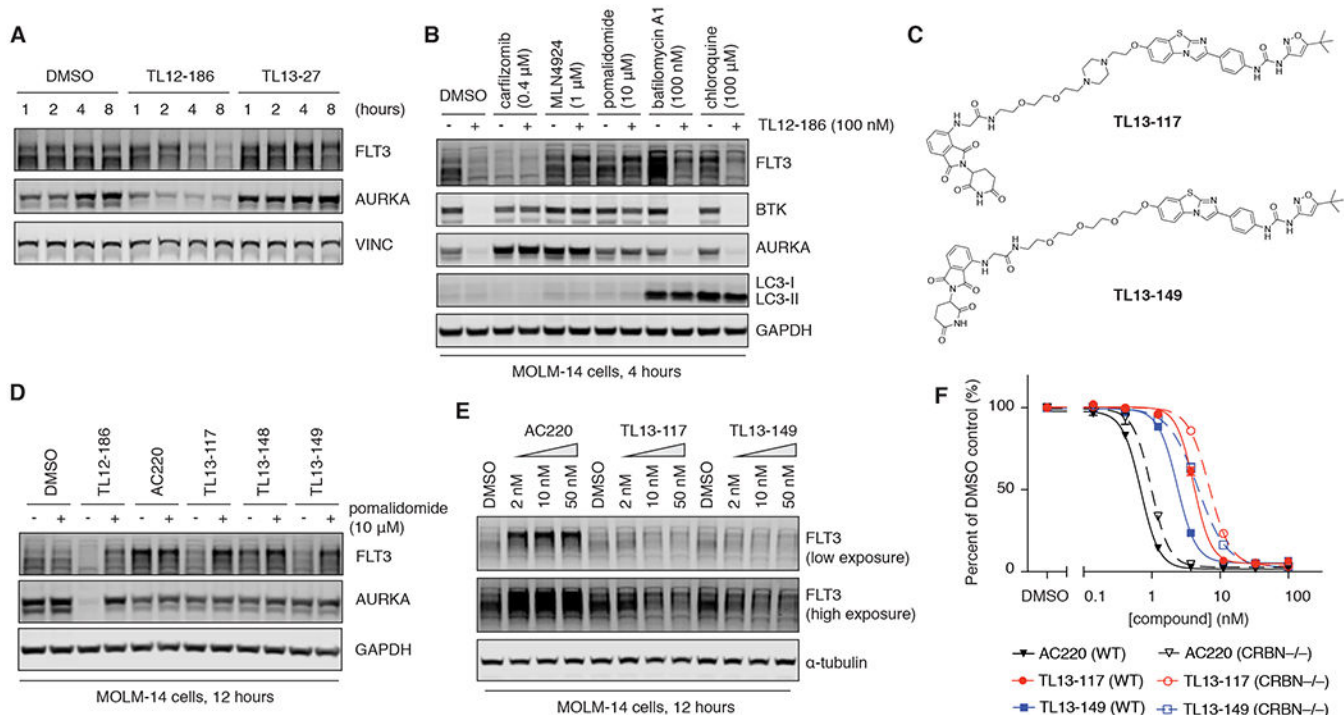 A
DMSO TL12-186 TL13-27
1 2 4 8 1 2 4 8 1 2 4 8 (hours)
FLT3
AURKA
VINC
B
DMSO
carfilzomib
(0.4 µM)
MLN4924
(1 µM)
pomalidomide
(10 µM)
bafilomycin A1
(100 nM)
chloroquine
(100 µM)
- + - + - + - + - + - + TL12-186 (100 nM)
FLT3
BTK
AURKA
LC3-I
LC3-II
GAPDH
MOLM-14 cells, 4 hours
C
S
N
N
O
N
N
O
O
H
N
O
N
H
O
N
O
O
NH
O
N
H
O
N
H
N O
TL13-117
S
N
N
O
O
O
O
H
N
O
N
H
O
N
O
O
NH
O
N
H
O
N
H
N O
TL13-149
D
DMSO
TL12-186
AC220
TL13-117
TL13-148
TL13-149
- + - + - + - + - + - + pomalidomide
(10 µM)
FLT3
AURKA
GAPDH
MOLM-14 cells, 12 hours
E
AC220 TL13-117 TL13-149
DMSO 2 nM 10 nM 50 nM DMSO 2 nM 10 nM 50 nM DMSO 2 nM 10 nM 50 nM
FLT3
(low exposure)
FLT3
(high exposure)
α-tubulin
MOLM-14 cells, 12 hours
F
Percent of DMSO control (%)
100
50
0
DMSO 0.1 1 10 100
[compound] (nM)
AC220 (WT) AC220 (CRBN–/–)
TL13-117 (WT) TL13-117 (CRBN–/–)
TL13-149 (WT) TL13-149 (CRBN–/–)